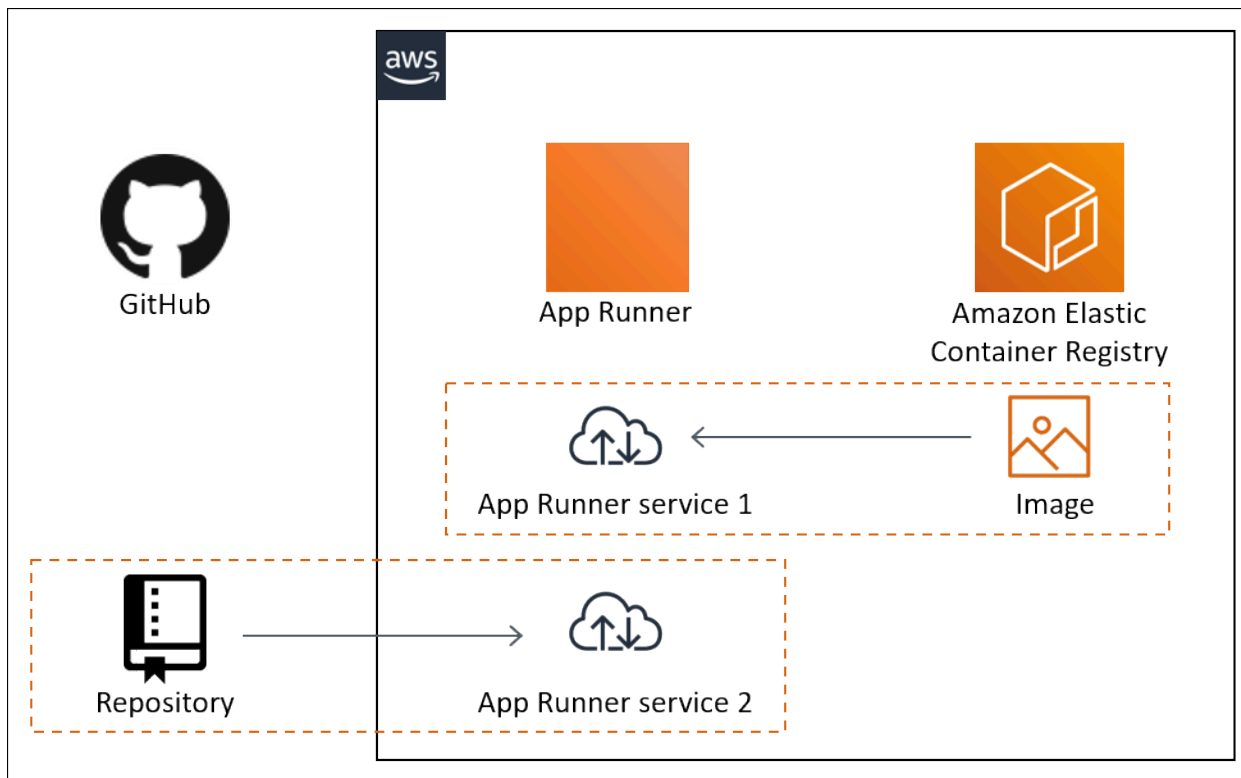 aws
GitHub
App Runner
Amazon Elastic
Container Registry
App Runner service 1
Image
Repository
App Runner service 2